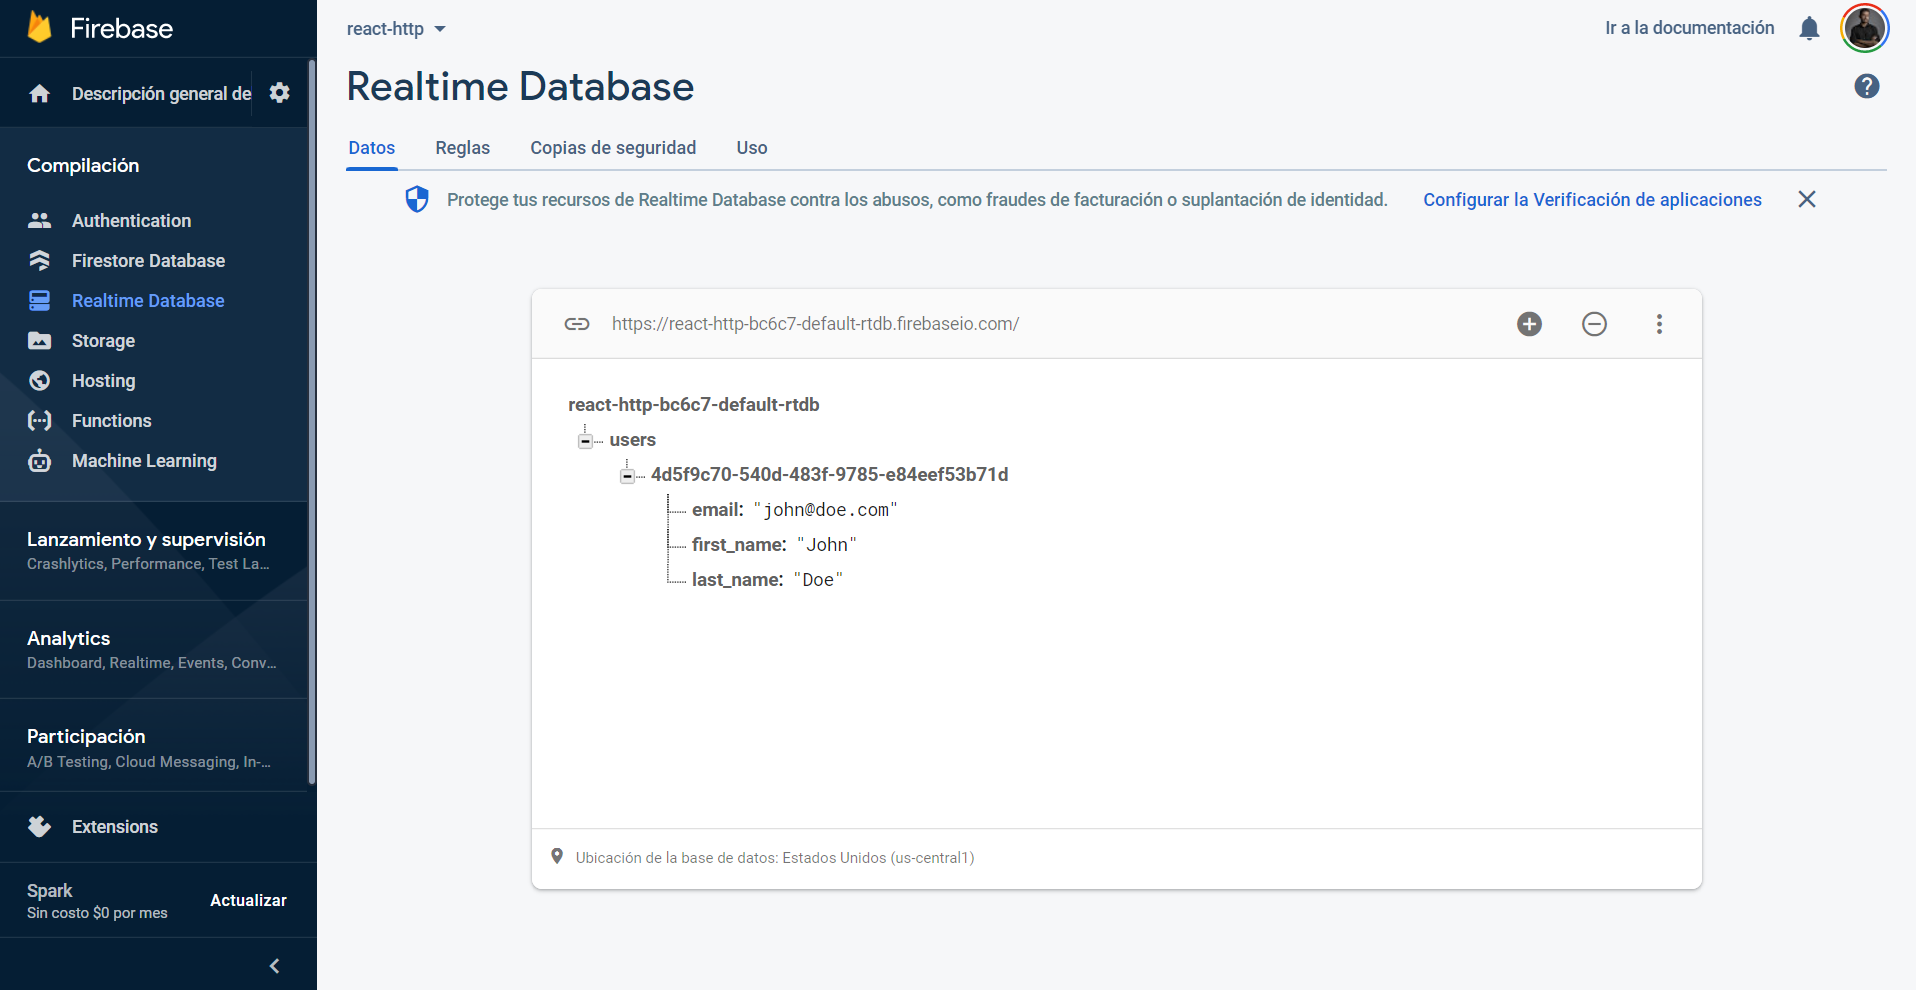 Firebase
react-http
Ir a la documentación
Descripción general de
Realtime Database
Datos
Reglas
Copias de seguridad
Uso
Compilación
Protege tus recursos de Realtime Database contra los abusos, como fraudes de facturación o suplantación de identidad.
Configurar la Verificación de aplicaciones
Authentication
Firestore Database
Realtime Database
Storage
Hosting
Functions
Machine Learning
Lanzamiento y supervisión
Crashlytics, Performance, Test La...
Analytics
Dashboard, Realtime, Events, Conv...
Participación
A/B Testing, Cloud Messaging, In-...
Extensions
Spark
Sin costo $0 por mes
Actualizar
https://react-http-bc6c7-default-rtdb.firebaseio.com/
react-http-bc6c7-default-rtdb
users
4d5f9c70-540d-483f-9785-e84eef53b71d
email: "john@doe.com"
first_name: "John"
last_name: "Doe"
Ubicación de la base de datos: Estados Unidos (us-central1)